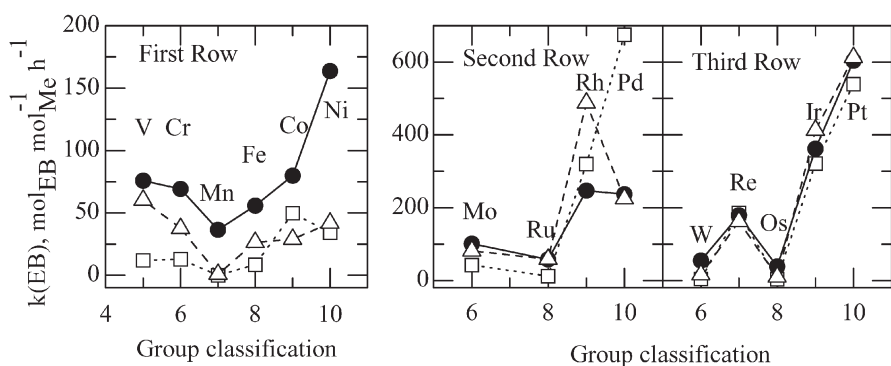 k(EB), mol_EB mol^-1_Me h^-1
200
150
100
50
0
First Row
V Cr
Mn
Fe
Co
Ni
4 6 8 10
Group classification
600
400
200
0
Second Row
Rh
Pd
Mo
Ru
6 8 10
Third Row
Ir
Pt
Re
W
Os
6 8 10
Group classification